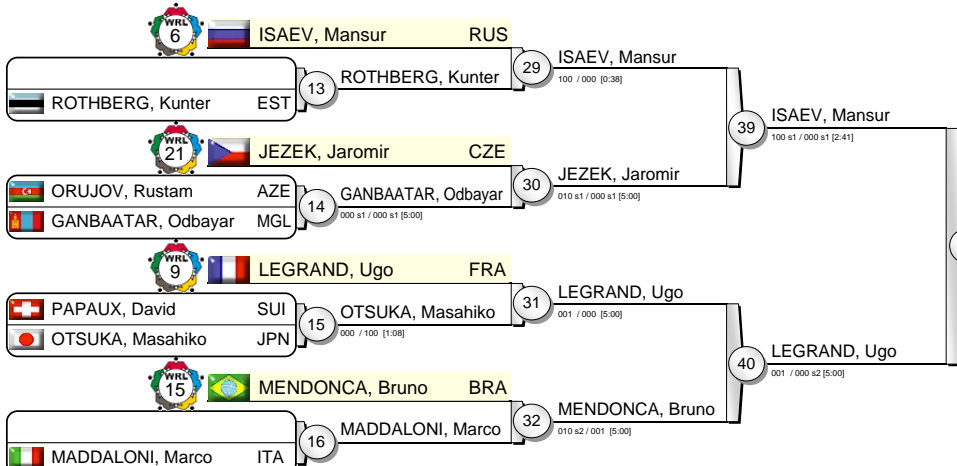 WRL
6
ISAEV, Mansur RUS
ROTHBERG, Kunter EST
13
ROTHBERG, Kunter
29
ISAEV, Mansur
100 / 000 [0:38]
WRL
21
JEZEK, Jaromir CZE
ORUJOV, Rustam AZE
GANBAATAR, Odbayar MGL
14
GANBAATAR, Odbayar
000 s1 / 000 s1 [5:00]
30
JEZEK, Jaromir
010 s1 / 000 s1 [5:00]
39
ISAEV, Mansur
100 s1 / 000 s1 [2:41]
WRL
9
LEGRAND, Ugo FRA
PAPAUX, David SUI
OTSUKA, Masahiko JPN
15
OTSUKA, Masahiko
000 / 100 [1:08]
31
LEGRAND, Ugo
001 / 000 [5:00]
WRL
15
MENDONCA, Bruno BRA
MADDALONI, Marco ITA
16
MADDALONI, Marco
32
MENDONCA, Bruno
010 s2 / 001 [5:00]
40
LEGRAND, Ugo
001 / 000 s2 [5:00]